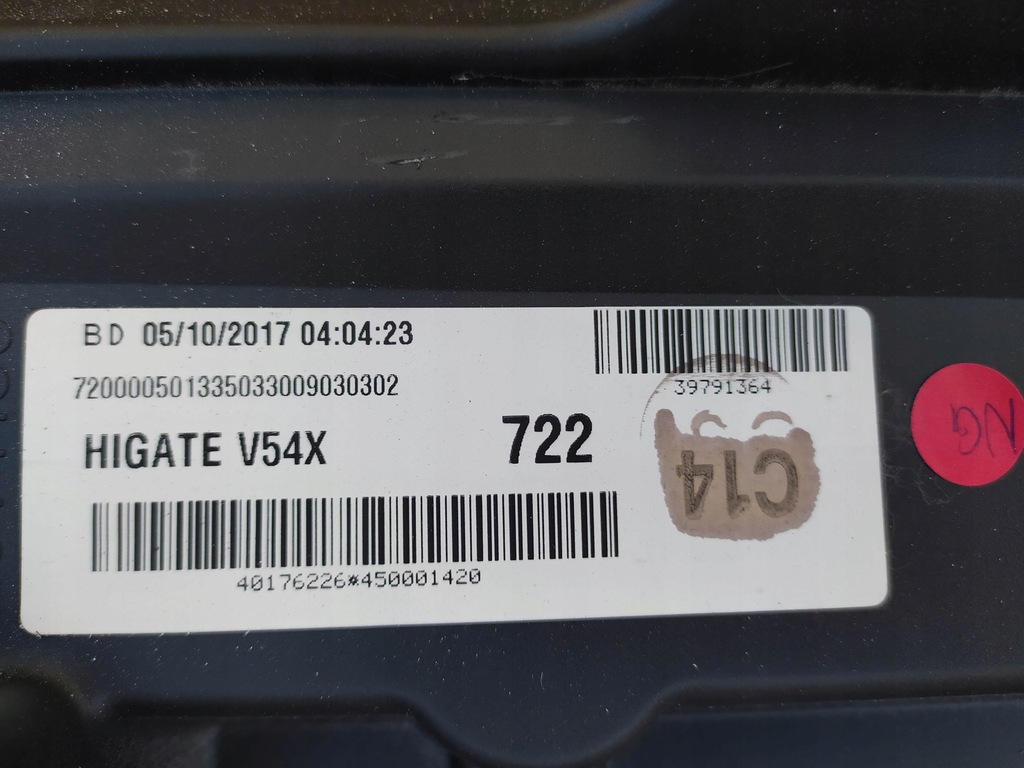 BD 05/10/2017 04:04:23
720000501335033009030302
39791364
HIGATE V54X 722
C14
40176226*450001420
NG